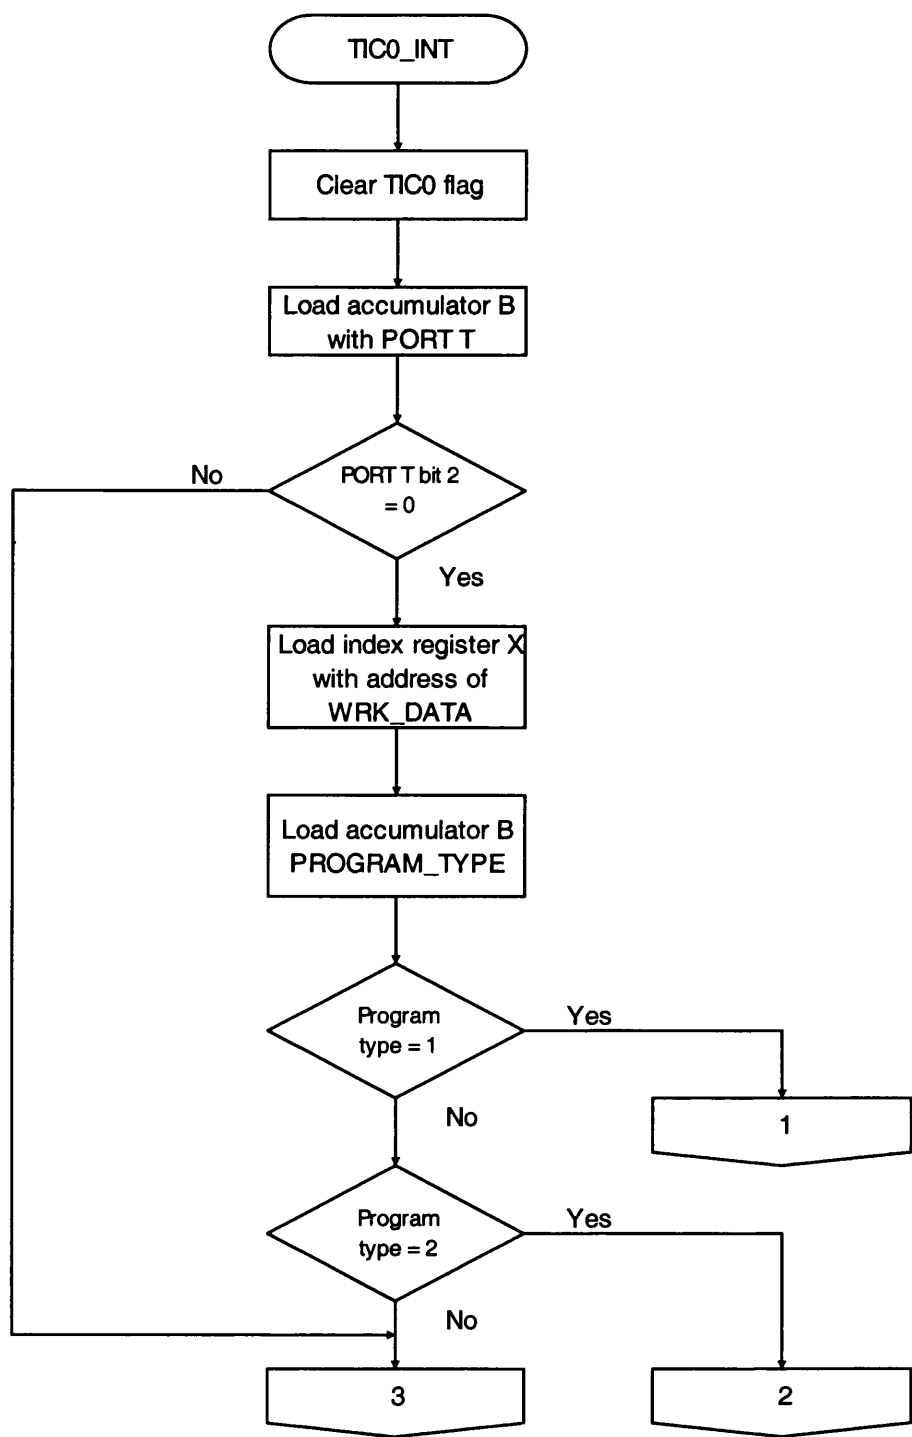 TIC0_INT
Clear TIC0 flag
Load accumulator B
with PORT T
No
PORT T bit 2
= 0
Yes
Load index register X
with address of
WRK_DATA
Load accumulator B
PROGRAM_TYPE
Program
type = 1
Yes
No
1
Program
type = 2
Yes
No
3
2